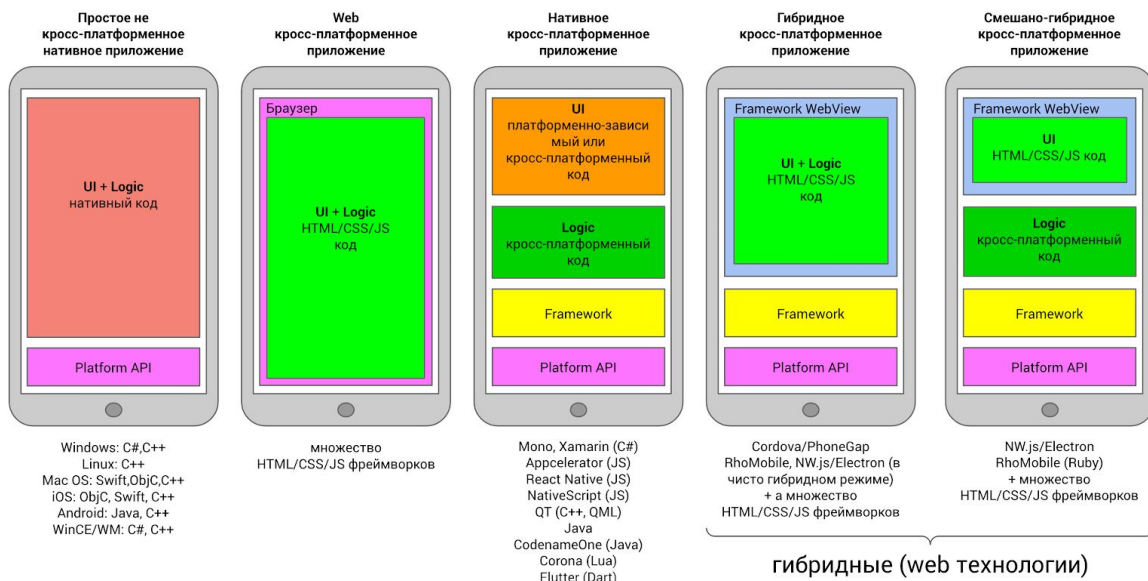 Простое не
кросс-платформенное
нативное приложение
Web
кросс-платформенное
приложение
Нативное
кросс-платформенное
приложение
Гибридное
кросс-платформенное
приложение
Смешано-гибридное
кросс-платформенное
приложение
UI + Logic
нативный код
Platform API
Браузер
UI + Logic
HTML/CSS/JS
код
UI
платформенно-зависи
мый или
кросс-платформенный
код
Logic
кросс-платформенный
код
Framework
Platform API
Framework WebView
UI + Logic
HTML/CSS/JS
код
Framework
Platform API
Framework WebView
UI
HTML/CSS/JS код
Logic
кросс-платформенный
код
Framework
Platform API
Windows: C#,C++
Linux: C++
Mac OS: Swift,ObjC,C++
iOS: ObjC, Swift, C++
Android: Java, C++
WinCE/WM: C#, C++
множество
HTML/CSS/JS фреймворков
Mono, Xamarin (C#)
Appcelerator (JS)
React Native (JS)
NativeScript (JS)
QT (C++, QML)
Java
CodenameOne (Java)
Corona (Lua)
Flutter (Dart)
Cordova/PhoneGap
RhoMobile, NW.js/Electron (в
чисто гибридном режиме)
+ а множество
HTML/CSS/JS фреймворков
NW.js/Electron
RhoMobile (Ruby)
+ множество
HTML/CSS/JS фреймворков
гибридные (web технологии)